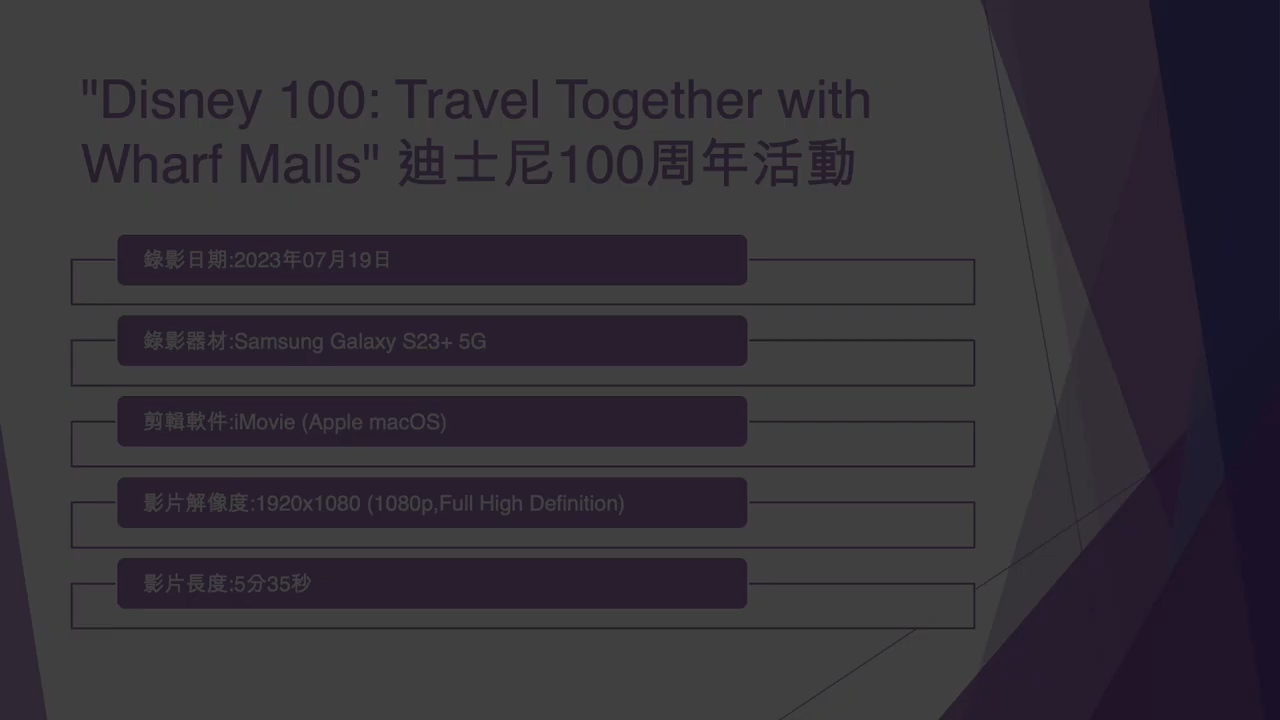 "Disney 100: Travel Together with
Wharf Malls" 迪士尼100周年活動
錄影日期:2023年07月19日
錄影器材:Samsung Galaxy S23+ 5G
剪輯軟件:iMovie (Apple macOS)
影片解像度:1920x1080 (1080p,Full High Definition)
影片長度:5分35秒